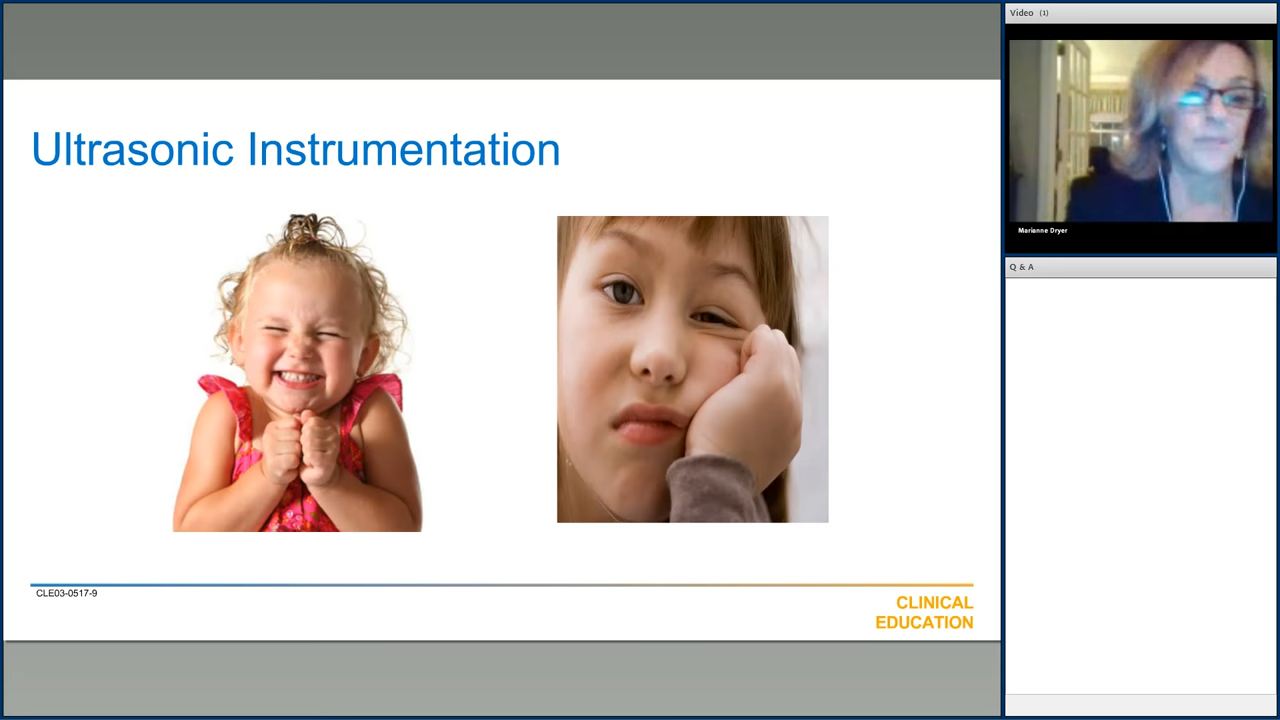 Ultrasonic Instrumentation
CLE03-0517-9
CLINICAL
EDUCATION
Video (1)
Marianne Dryer
Q & A